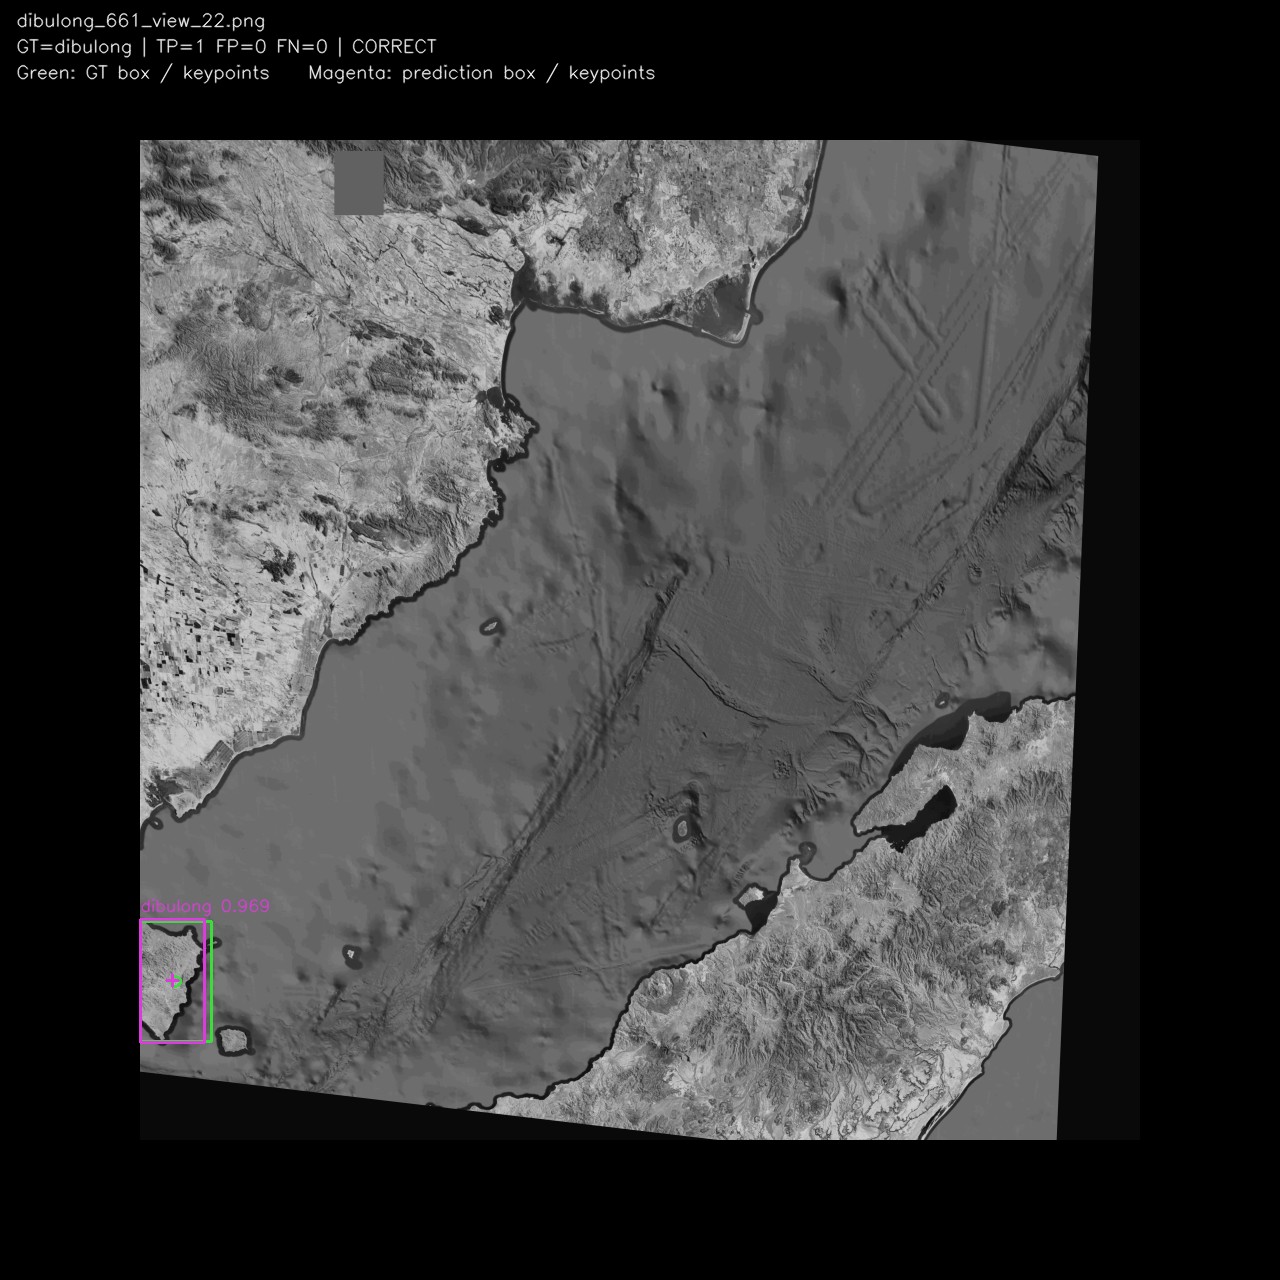 dibulong_661_view_22.png
GT=dibulong | TP=1 FP=0 FN=0 | CORRECT
Green: GT box / keypoints    Magenta: prediction box / keypoints
dibulong 0.969